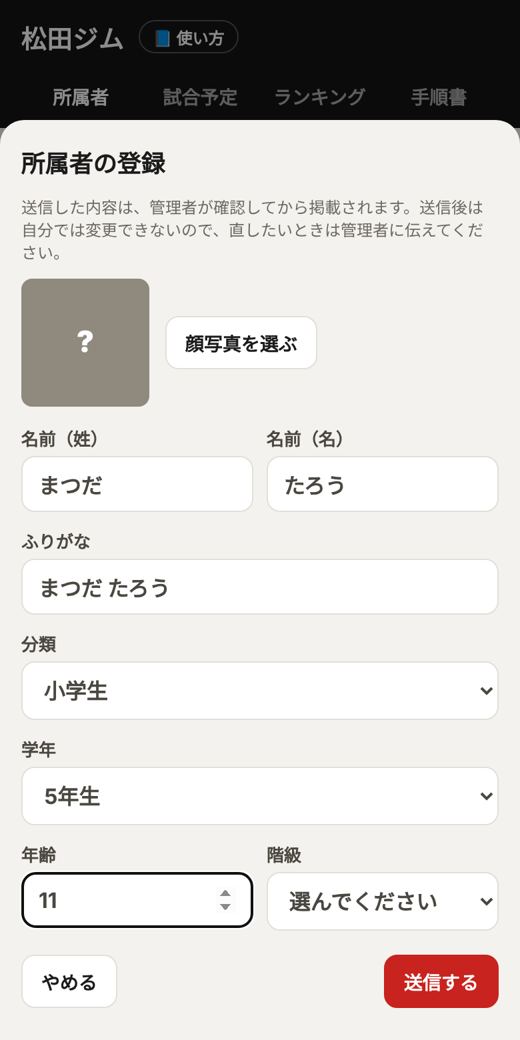 松田ジム
📘 使い方
所属者 試合予定 ランキング 手順書
所属者の登録
送信した内容は、管理者が確認してから掲載されます。送信後は
自分では変更できないので、直したいときは管理者に伝えてくだ
さい。
?
顔写真を選ぶ
名前（姓） 名前（名）
まつだ たろう
ふりがな
まつだ たろう
分類
小学生
学年
5年生
年齢 階級
11 選んでください
やめる 送信する